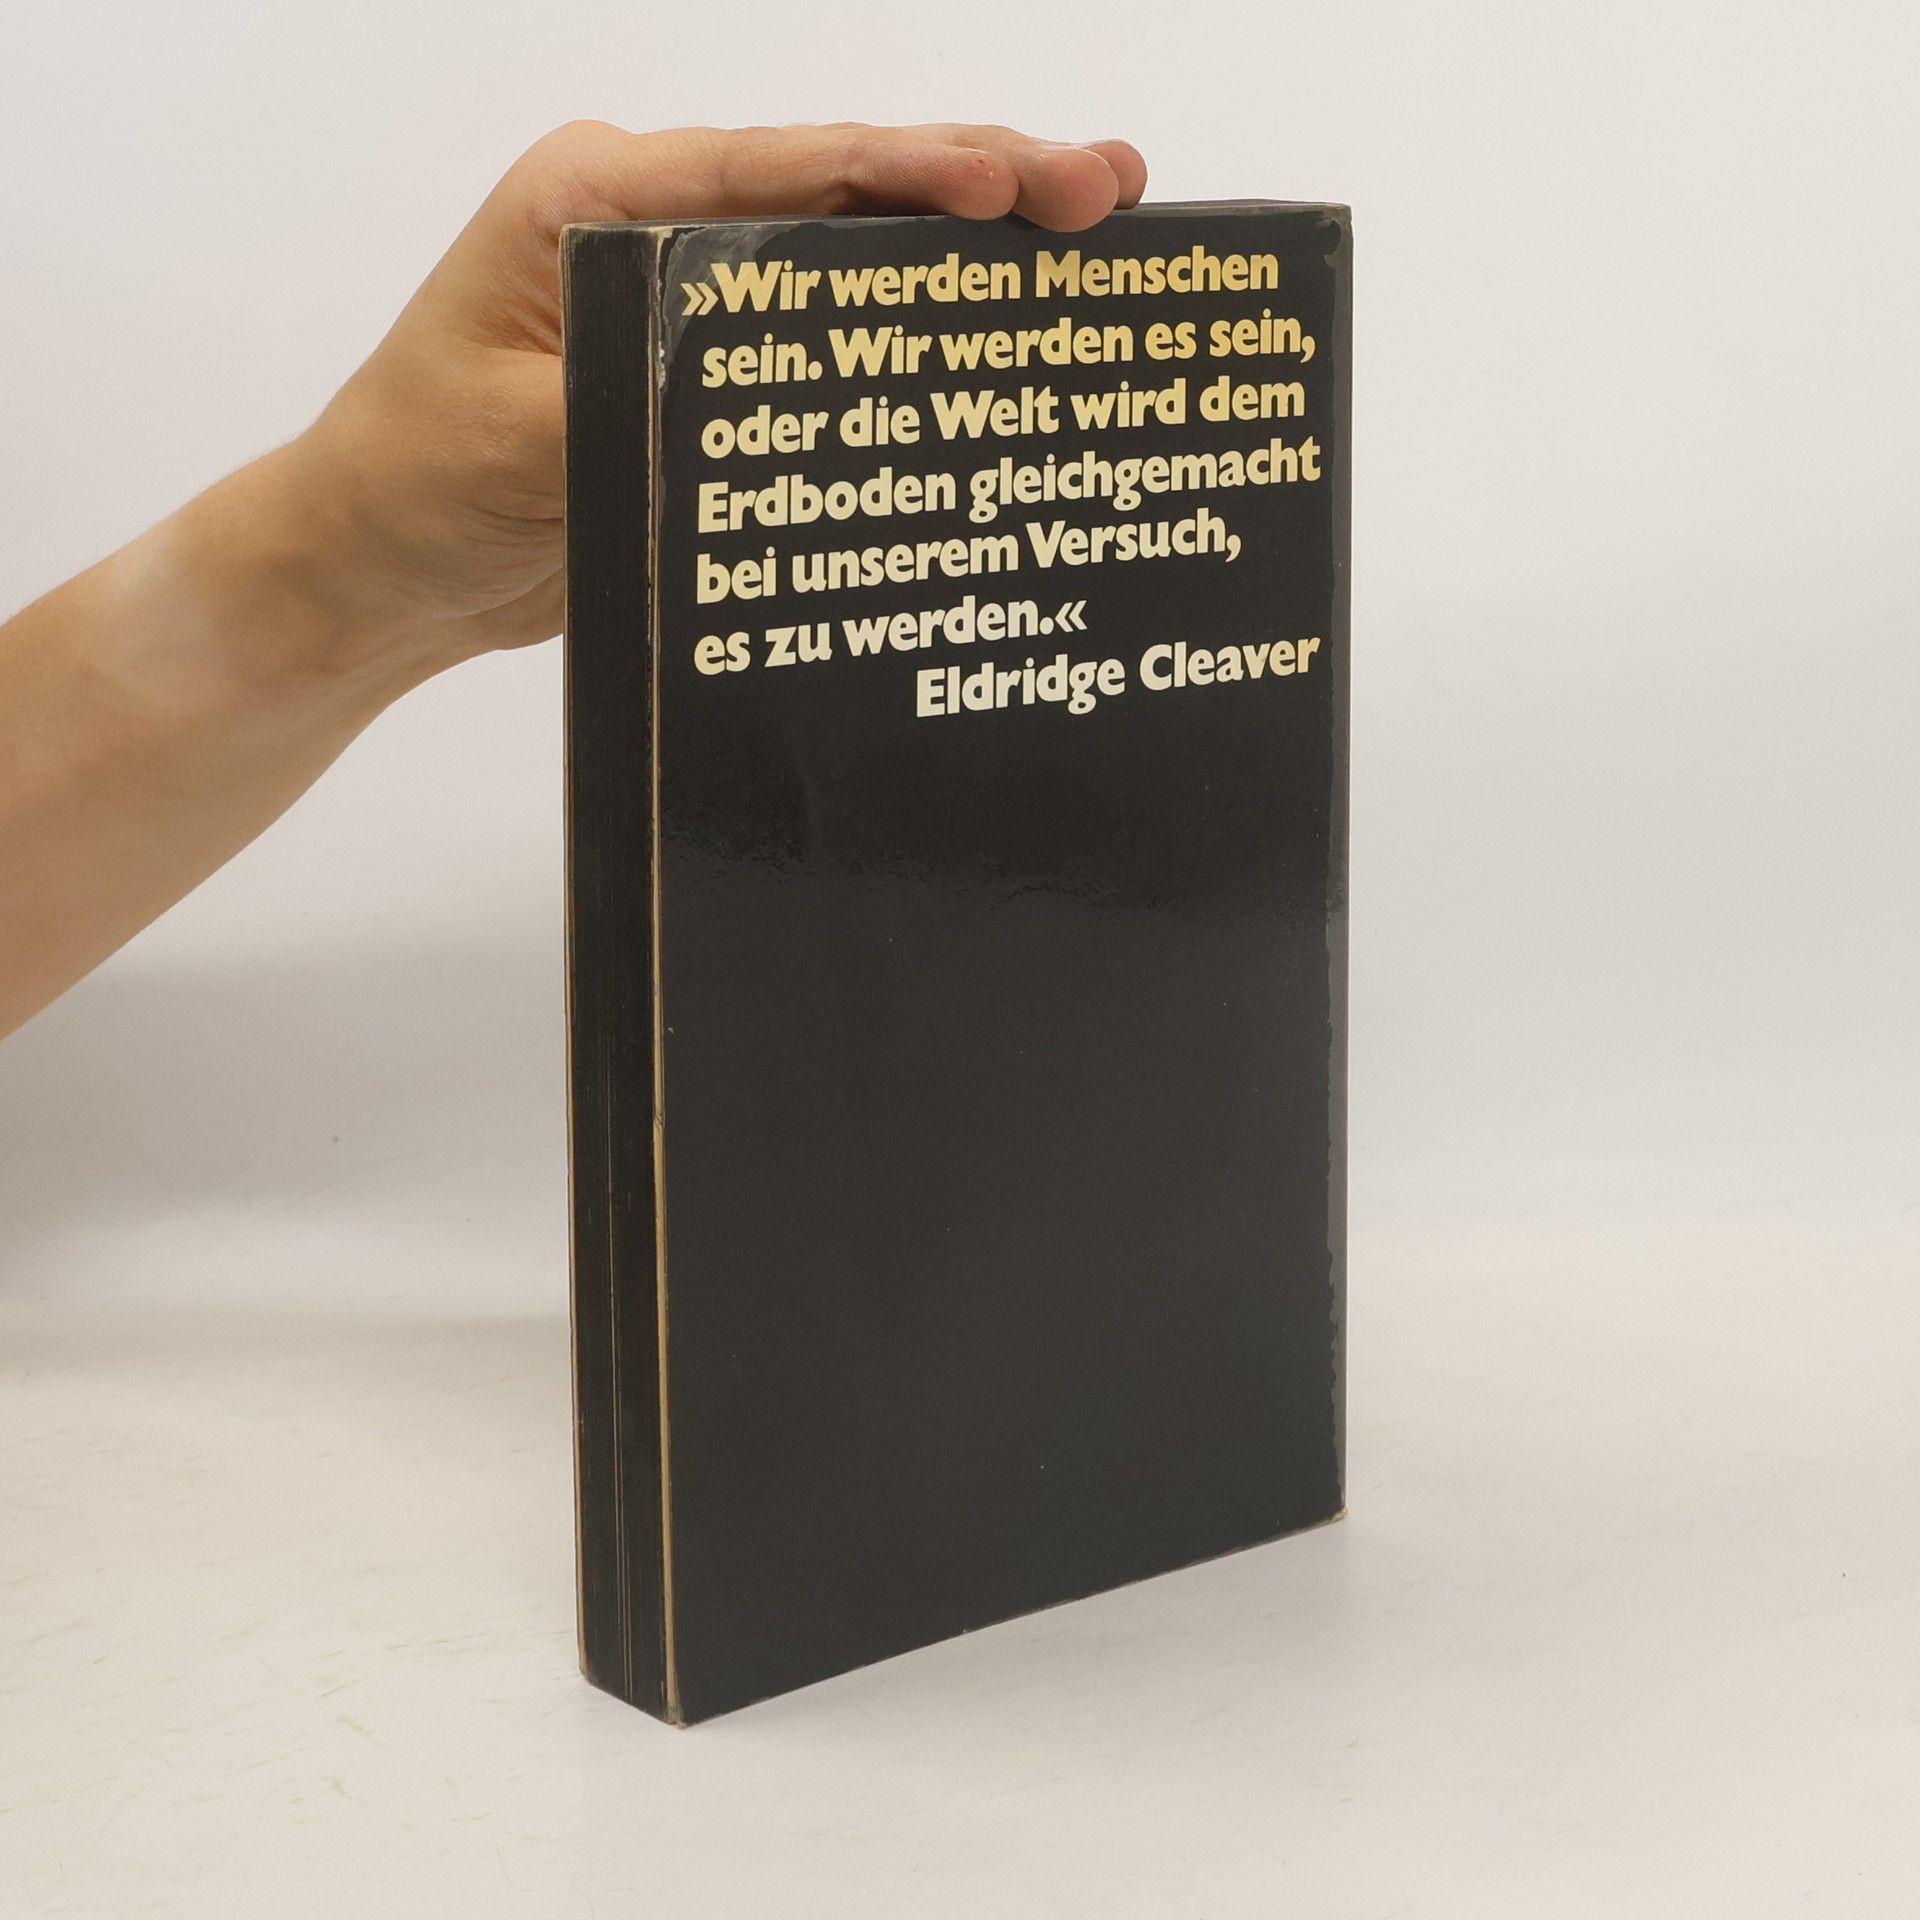 »Wir werden Menschen
sein. Wir werden es sein,
oder die Welt wird dem
Erdboden gleichgemacht
bei unserem Versuch,
es zu werden.«
Eldridge Cleaver